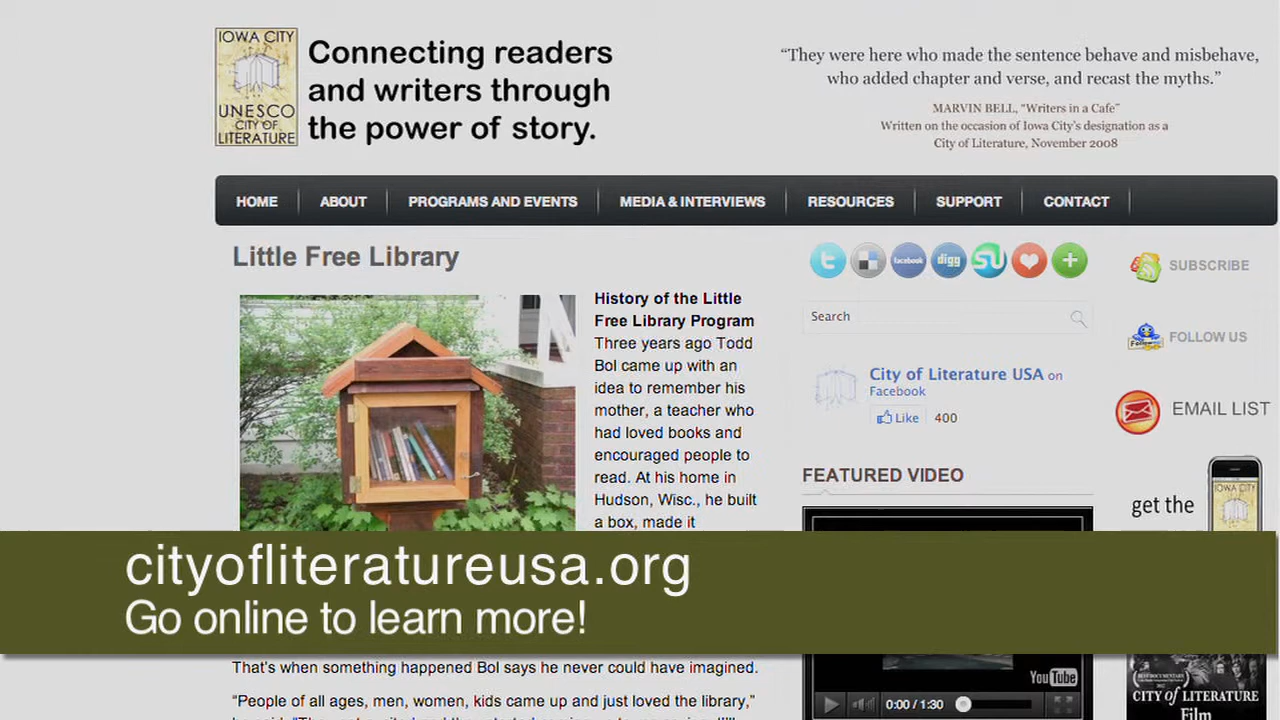 IOWA CITY
UNESCO
CITY OF
LITERATURE
Connecting readers
and writers through
the power of story.
“They were here who made the sentence behave and misbehave,
who added chapter and verse, and recast the myths.”
MARVIN BELL, “Writers in a Cafe”
Written on the occasion of Iowa City’s designation as a
City of Literature, November 2008
HOME
ABOUT
PROGRAMS AND EVENTS
MEDIA & INTERVIEWS
RESOURCES
SUPPORT
CONTACT
Little Free Library
History of the Little
Free Library Program
Three years ago Todd
Bol came up with an
idea to remember his
mother, a teacher who
had loved books and
encouraged people to
read. At his home in
Hudson, Wisc., he built
a box, made it
facebook
digg
SUBSCRIBE
Search
FOLLOW US
City of Literature USA on
Facebook
Like 400
EMAIL LIST
FEATURED VIDEO
get the
IOWA CITY
cityofliteratureusa.org
Go online to learn more!
That’s when something happened Bol says he never could have imagined.
“People of all ages, men, women, kids came up and just loved the library,”
YouTube
0:00 / 1:30
CITY OF LITERATURE
Film